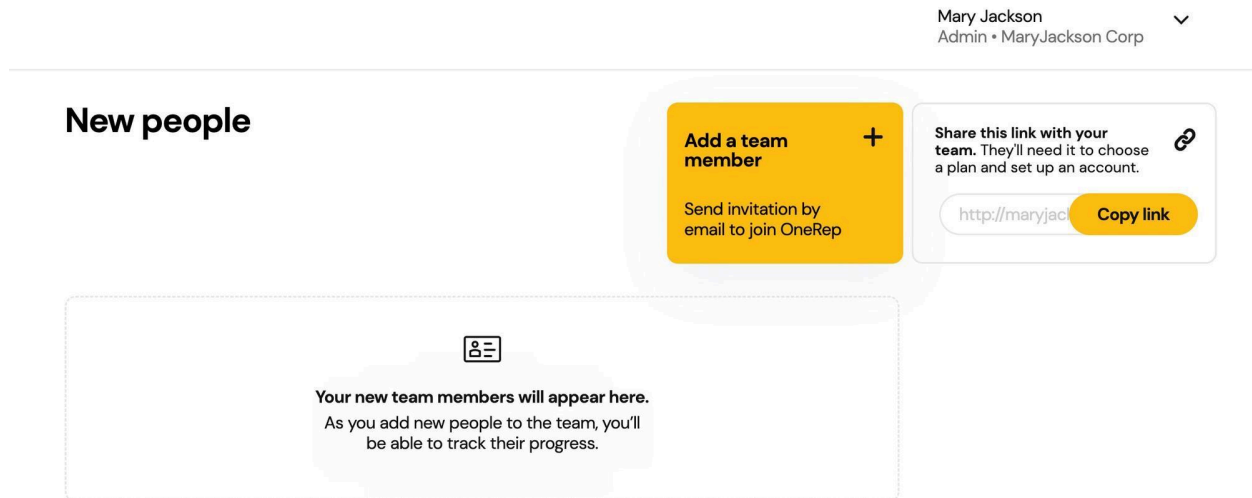 Mary Jackson
Admin • MaryJackson Corp
New people
Add a team
member
Send invitation by
email to join OneRep
Share this link with your
team. They'll need it to choose
a plan and set up an account.
http://maryjac
Copy link
Your new team members will appear here.
As you add new people to the team, you’ll
be able to track their progress.